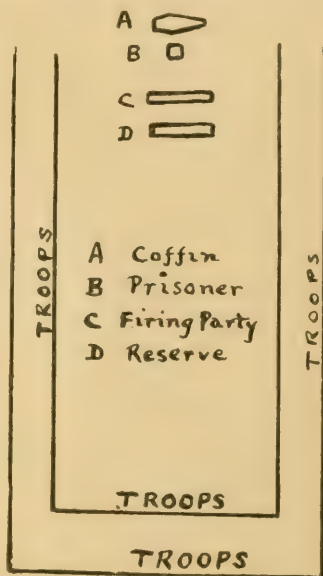 A
B
C
D
A Coffin
B Prisoner
C Firing Party
D Reserve
TROOPS
TROOPS
TROOPS
TROOPS